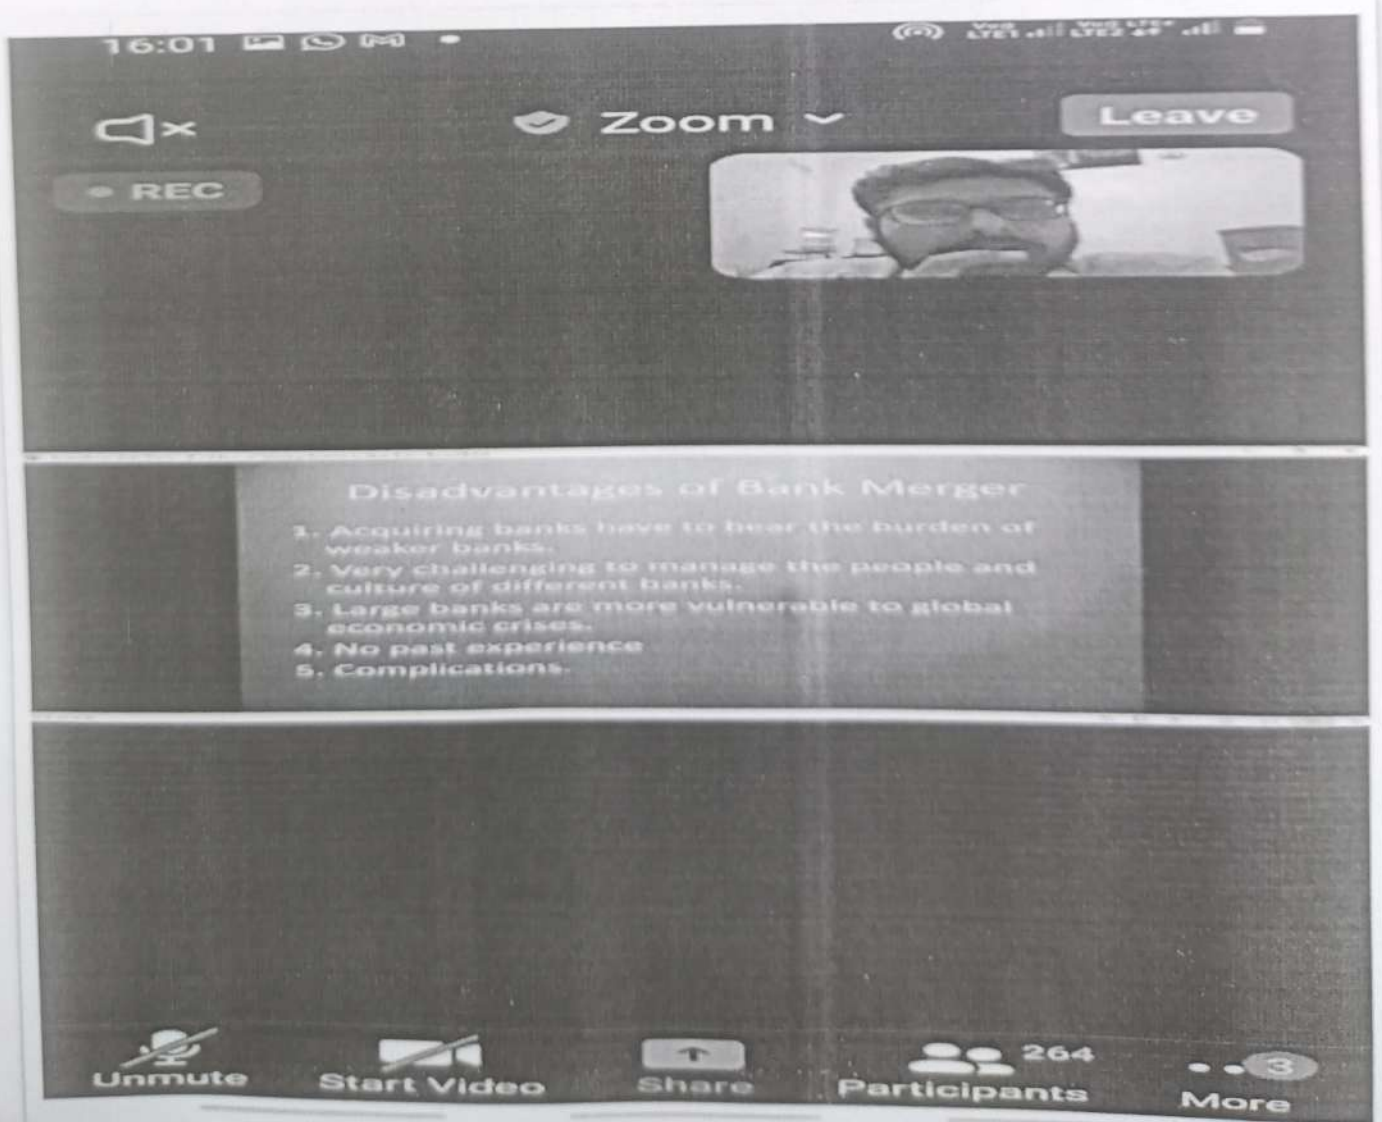 16:01
Zoom
Leave
REC
Disadvantages of Bank Merger
1. Acquiring banks have to bear the burden of
weaker banks.
2. Very challenging to manage the people and
culture of different banks.
3. Large banks are more vulnerable to global
economic crises.
4. No past experience
5. Complications.
264
3
Unmute
Start Video
Share
Participants
More